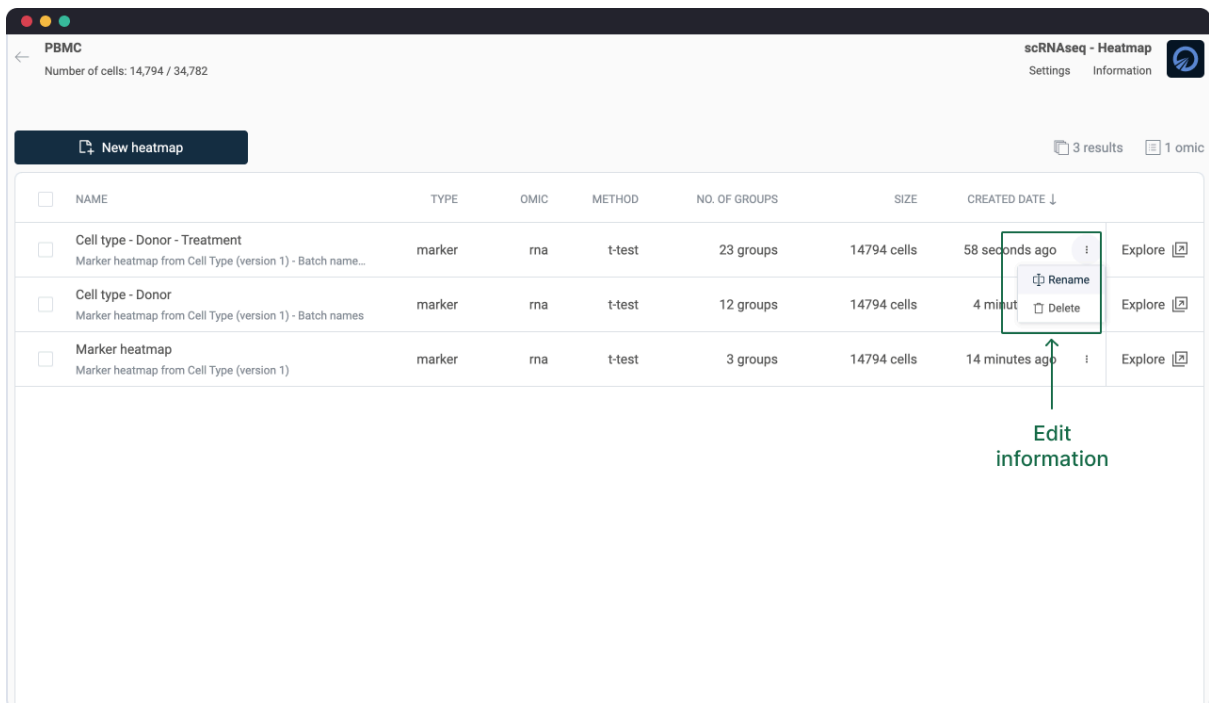 PBMC
Number of cells: 14,794 / 34,782
scRNAseq - Heatmap
Settings Information
New heatmap
3 results 1 omic
NAME TYPE OMIC METHOD NO. OF GROUPS SIZE CREATED DATE ↓
Cell type - Donor - Treatment marker rna t-test 23 groups 14794 cells 58 seconds ago Explore
Marker heatmap from Cell Type (version 1) - Batch name...
Rename
Cell type - Donor marker rna t-test 12 groups 14794 cells 4 minut Explore
Delete
Marker heatmap from Cell Type (version 1) - Batch names
Marker heatmap marker rna t-test 3 groups 14794 cells 14 minutes ago Explore
Marker heatmap from Cell Type (version 1)
Edit
information